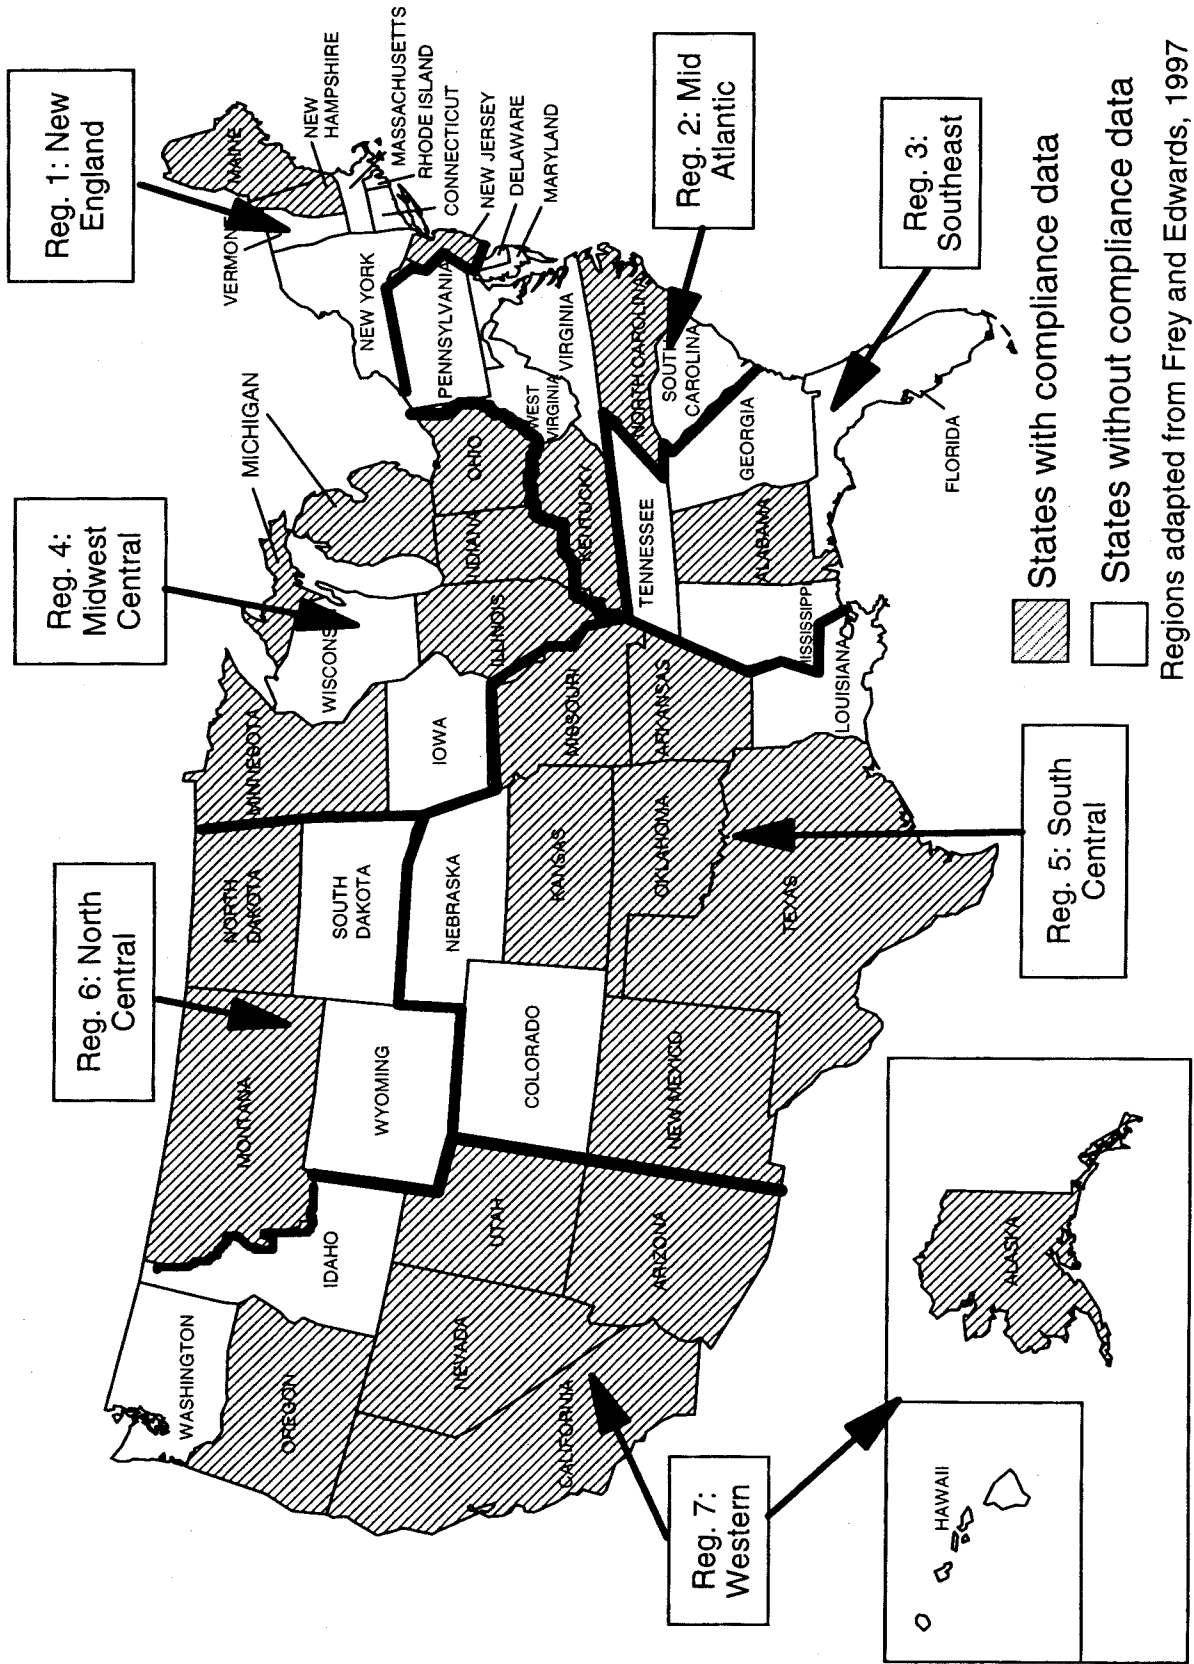 Reg. 1: New
England
Reg. 4:
Midwest
Central
Reg. 6: North
Central
MAINE
VERMON
NEW
HAMPSHIRE
MASSACHUSETTS
RHODE ISLAND
CONNECTICUT
NEW JERSEY
DELAWARE
MARYLAND
WASHINGTON
MONTANA
NORTH
DAKOTA
MINNESOTA
MICHIGAN
WISCONS
NEW YORK
OREGON
IDAHO
WYOMING
SOUTH
DAKOTA
IOWA
ILLINOIS
INDIANA
OHIO
PENNSYLVANIA
NEBRASKA
NEVADA
UTAH
COLORADO
KANSAS
MISSOURI
KENTUCKY
WEST
VIRGINIA
VIRGINIA
CALIFORNIA
ARIZONA
NEW MEXICO
OKLAHOMA
ARKANSAS
TENNESSEE
NORTH CAROLINA
SOUTH
CAROLINA
TEXAS
LOUISIANA
MISSISSIPPI
ALABAMA
GEORGIA
FLORIDA
Reg. 2: Mid
Atlantic
Reg. 3:
Southeast
Reg. 7:
Western
HAWAII
ALASKA
Reg. 5: South
Central
States with compliance data
States without compliance data
Regions adapted from Frey and Edwards, 1997